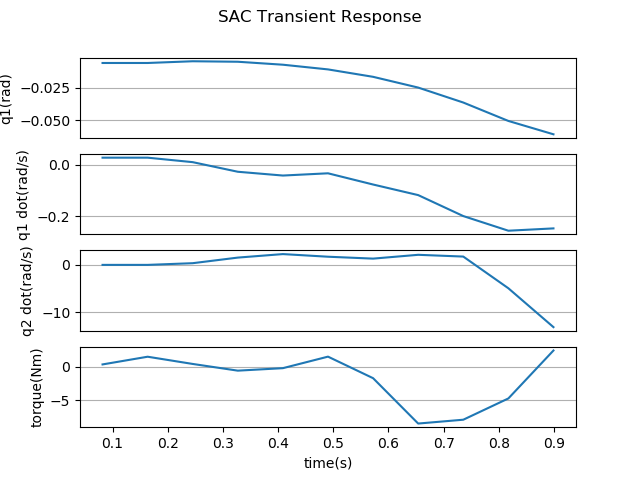 SAC Transient Response
q1(rad)
−0.025
−0.050
q1 dot(rad/s)
0.0
−0.2
q2 dot(rad/s)
0
−10
torque(Nm)
0
−5
0.1 0.2 0.3 0.4 0.5 0.6 0.7 0.8 0.9
time(s)